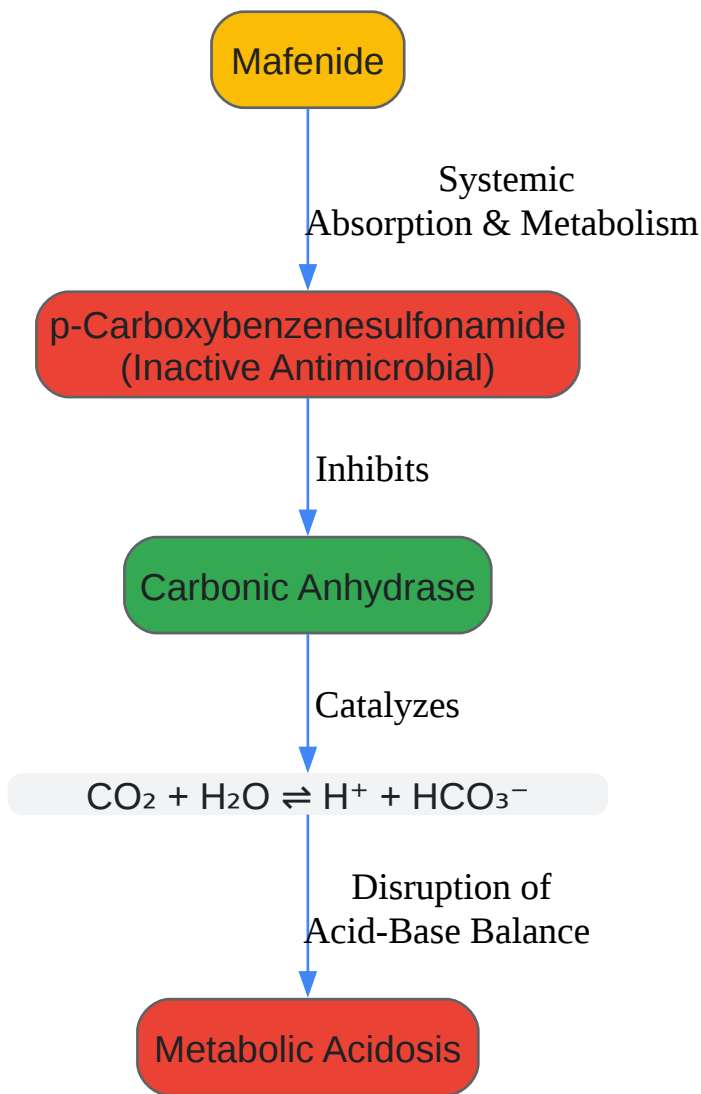 Mafenide
Systemic
Absorption & Metabolism
p-Carboxybenzenesulfonamide
(Inactive Antimicrobial)
Inhibits
Carbonic Anhydrase
Catalyzes
CO₂ + H₂O ⇌ H⁺ + HCO₃⁻
Disruption of
Acid-Base Balance
Metabolic Acidosis